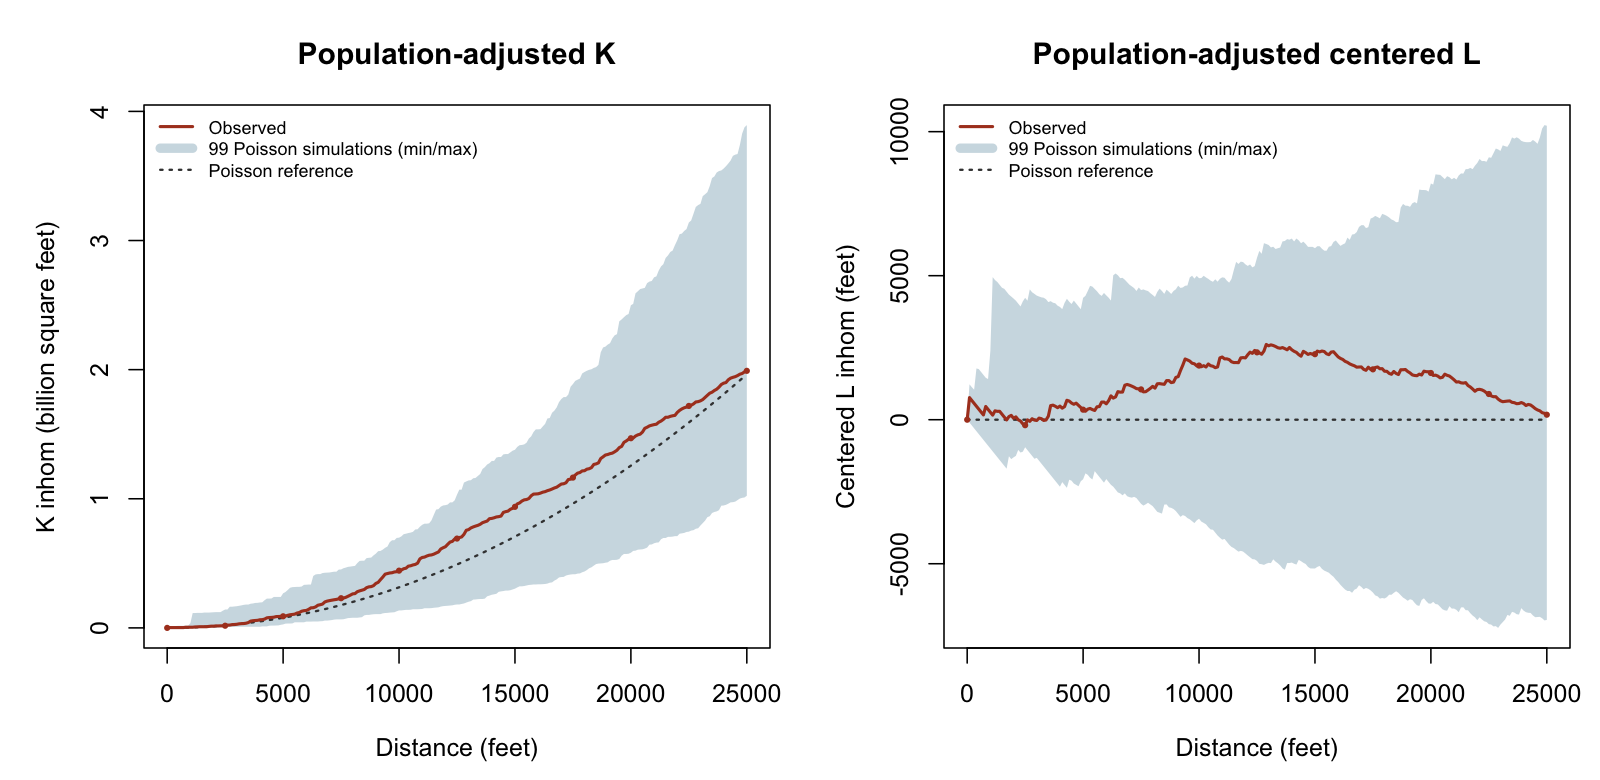 Population-adjusted K
K inhom (billion square feet)
4
3
2
1
0
Observed
99 Poisson simulations (min/max)
Poisson reference
0 5000 10000 15000 20000 25000
Distance (feet)
Population-adjusted centered L
Centered L inhom (feet)
10000
5000
0
-5000
Observed
99 Poisson simulations (min/max)
Poisson reference
0 5000 10000 15000 20000 25000
Distance (feet)